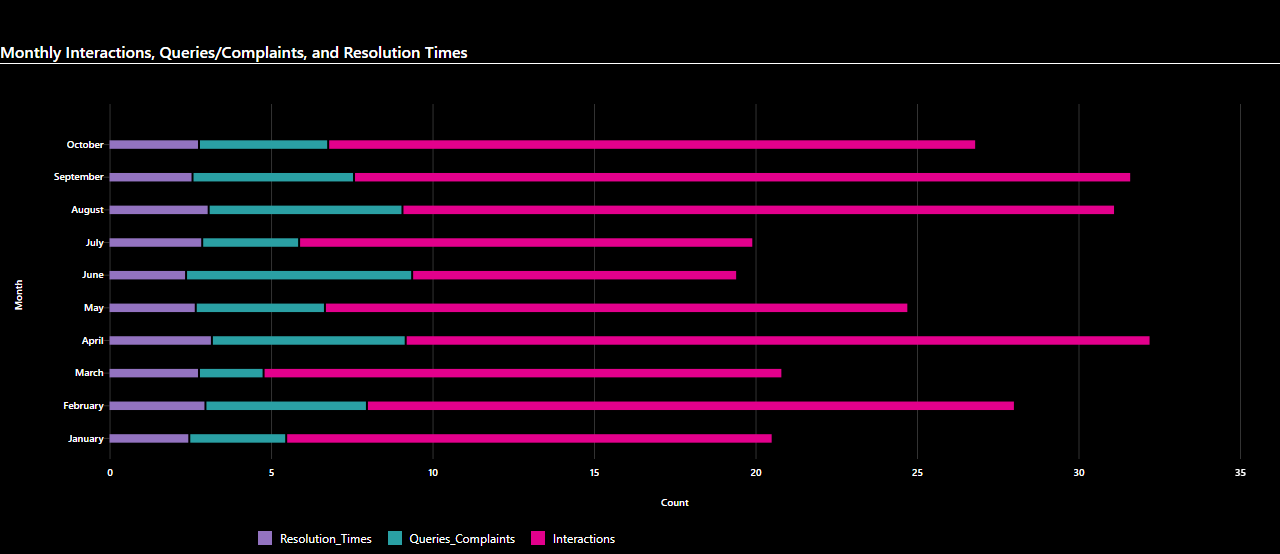 Monthly Interactions, Queries/Complaints, and Resolution Times
October
September
August
July
June
May
April
March
February
January
Month
0 5 10 15 20 25 30 35
Count
Resolution_Times Queries_Complaints Interactions